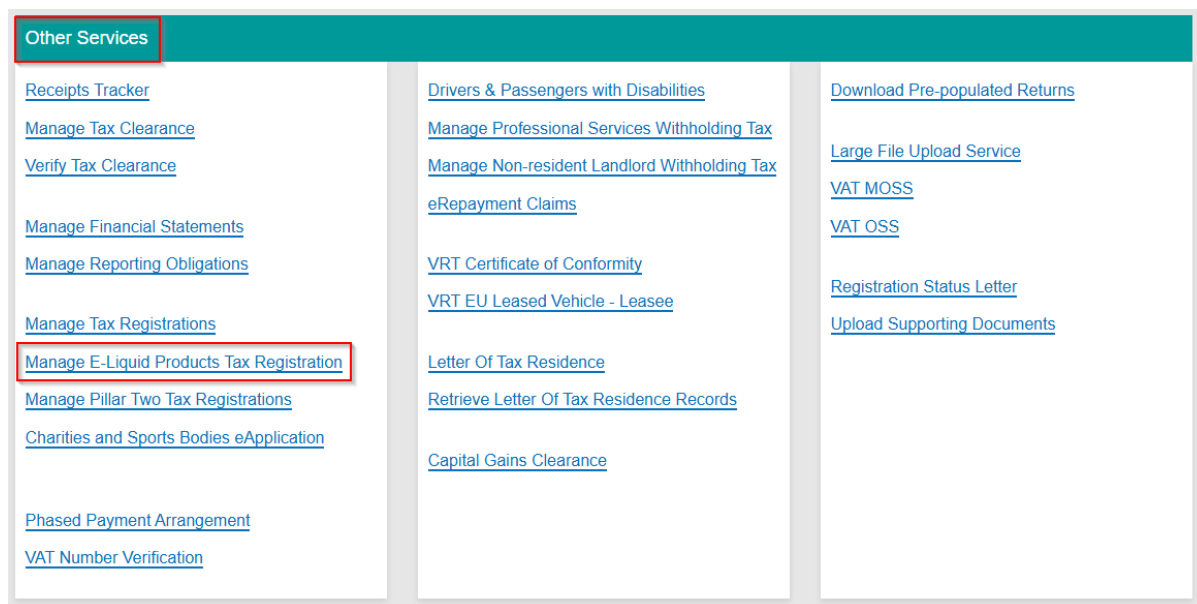 Other Services
Receipts Tracker
Manage Tax Clearance
Verify Tax Clearance
Manage Financial Statements
Manage Reporting Obligations
Manage Tax Registrations
Manage E-Liquid Products Tax Registration
Manage Pillar Two Tax Registrations
Charities and Sports Bodies eApplication
Phased Payment Arrangement
VAT Number Verification
Drivers & Passengers with Disabilities
Manage Professional Services Withholding Tax
Manage Non-resident Landlord Withholding Tax
eRepayment Claims
VRT Certificate of Conformity
VRT EU Leased Vehicle - Leasee
Letter Of Tax Residence
Retrieve Letter Of Tax Residence Records
Capital Gains Clearance
Download Pre-populated Returns
Large File Upload Service
VAT MOSS
VAT OSS
Registration Status Letter
Upload Supporting Documents